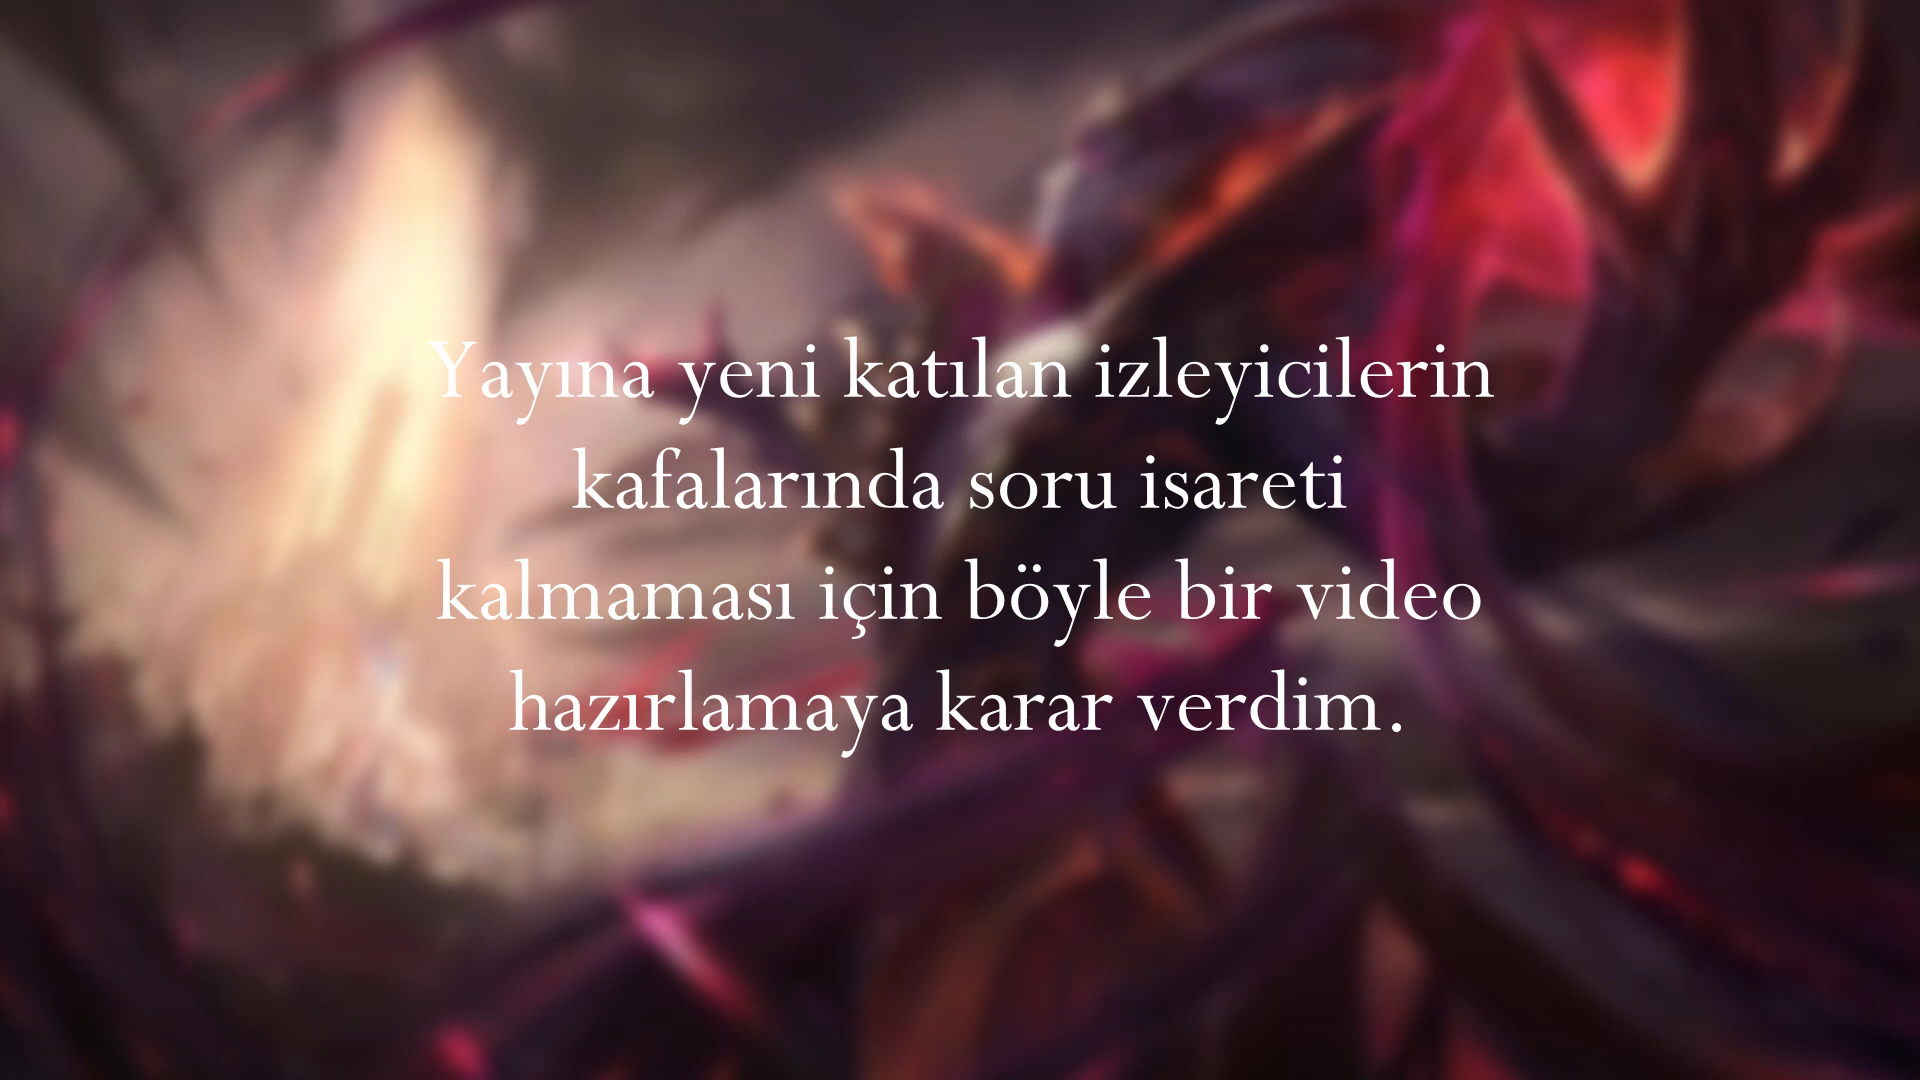 Yayına yeni katılan izleyicilerin
kafalarında soru isareti
kalmaması için böyle bir video
hazırlamaya karar verdim.